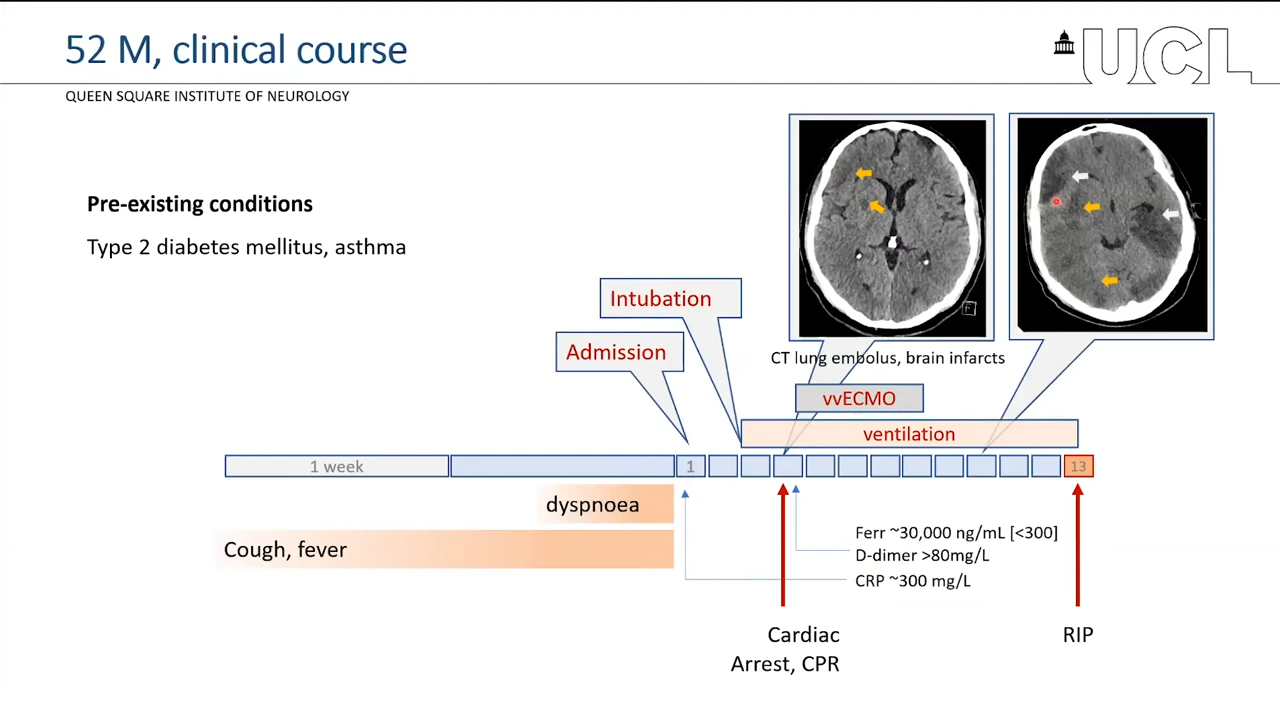 52 M, clinical course
UCL
QUEEN SQUARE INSTITUTE OF NEUROLOGY
Pre-existing conditions
Type 2 diabetes mellitus, asthma
Intubation
Admission
CT lung embolus, brain infarcts
vvECMO
ventilation
1 week
1
13
dyspnoea
Cough, fever
Ferr ~30,000 ng/mL [<300]
D-dimer >80mg/L
CRP ~300 mg/L
Cardiac
Arrest, CPR
RIP